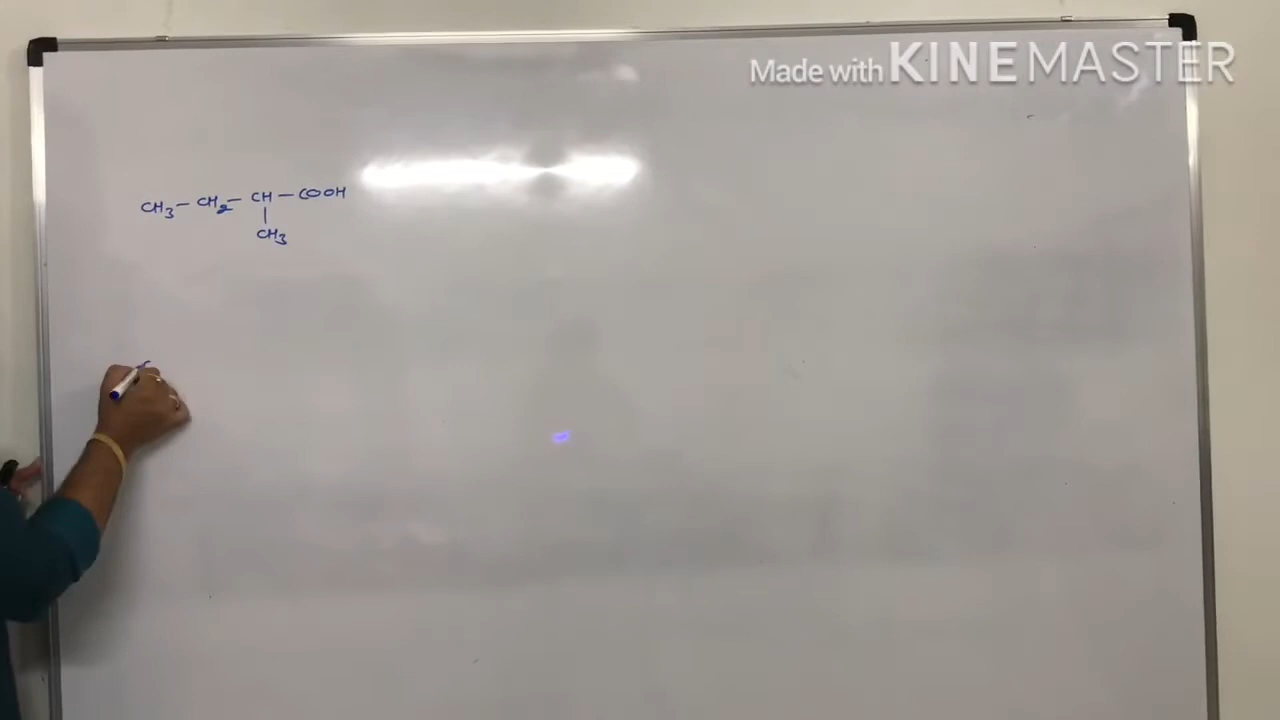 Made with KINEMASTER
CH₃ – CH₂ – CH – COOH
|
CH₃